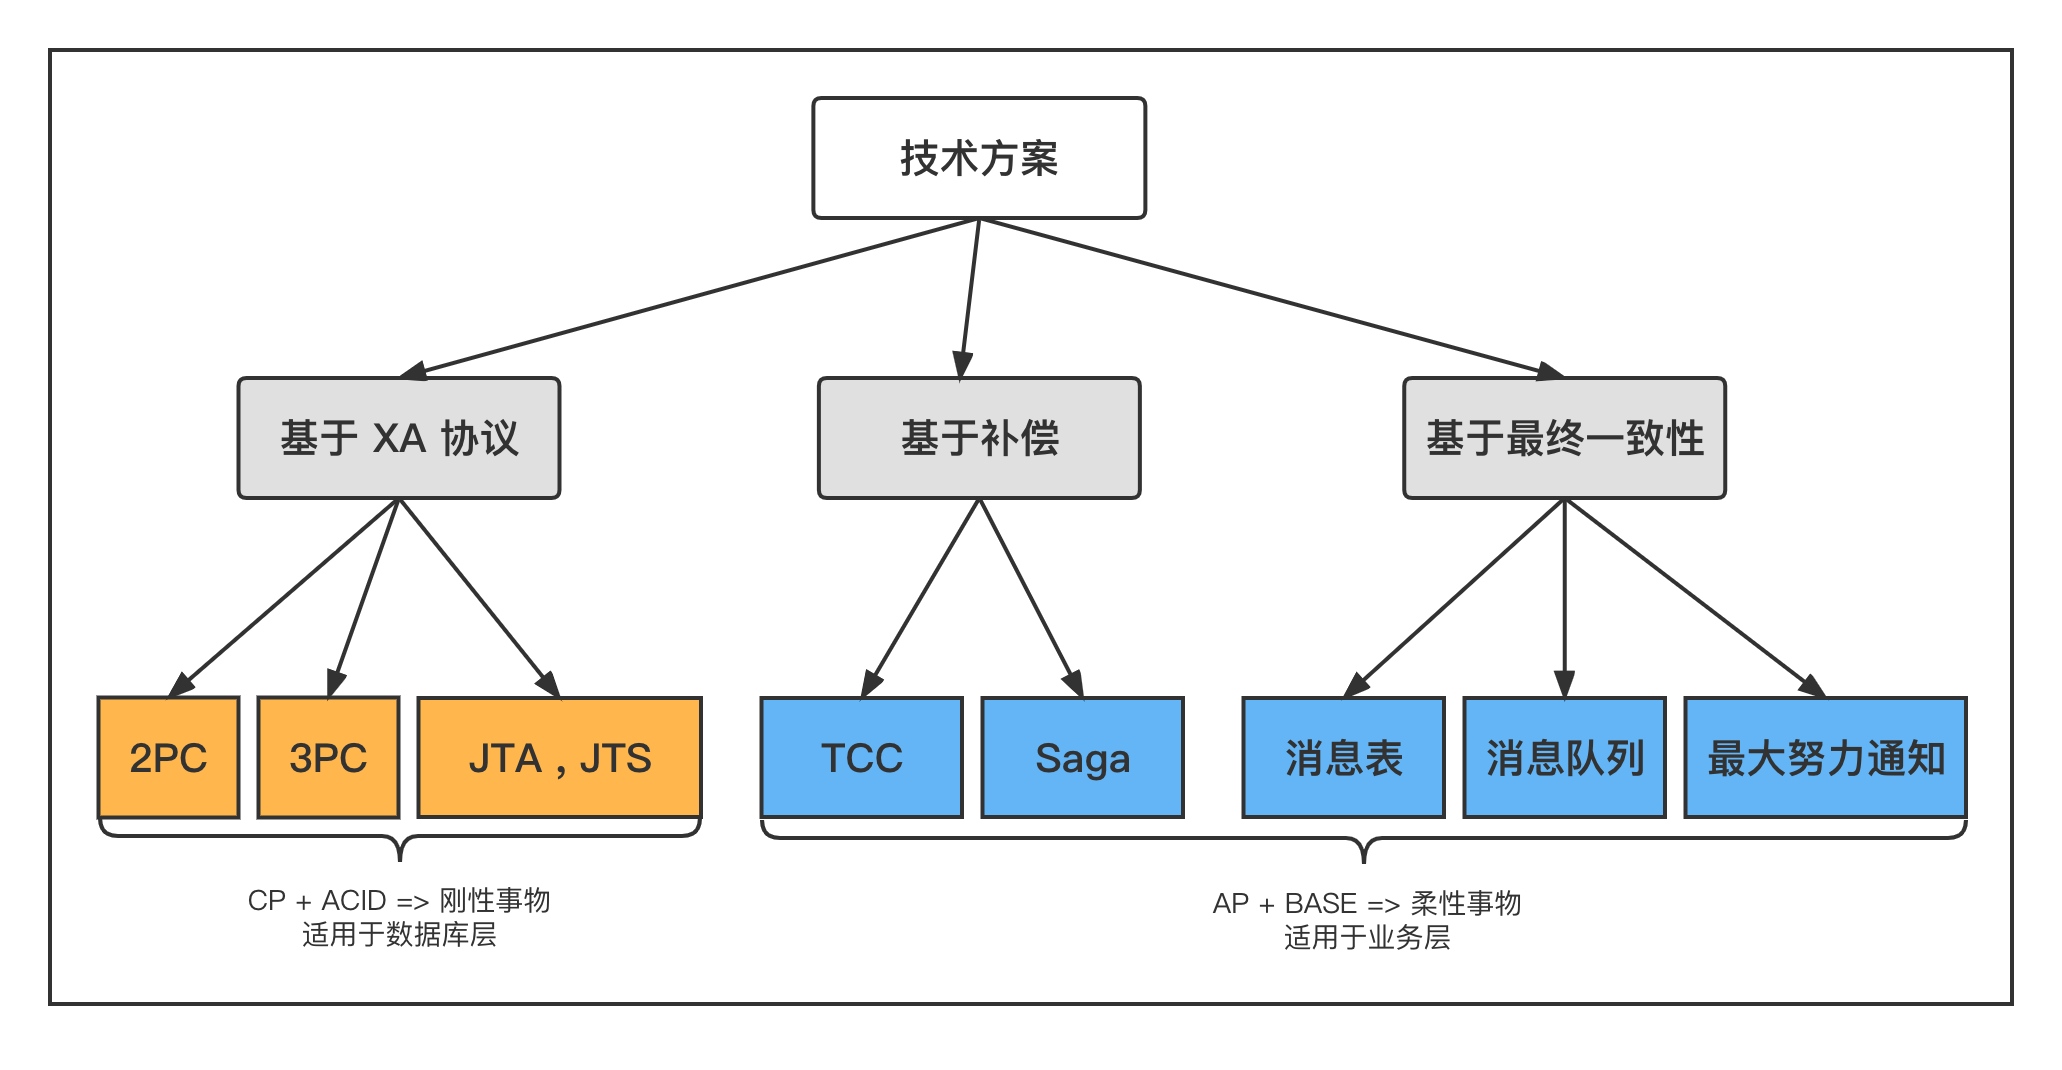 技术方案
基于 XA 协议
基于补偿
基于最终一致性
2PC
3PC
JTA , JTS
TCC
Saga
消息表
消息队列
最大努力通知
CP + ACID => 刚性事物
适用于数据库层
AP + BASE => 柔性事物
适用于业务层